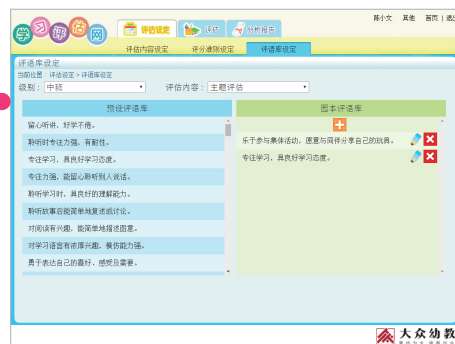 陈小文 其他 首页 | 退
学习评估网
评估设定 评估 分析报告
评估内容设定 评分准则设定 评语库设定
评语库设定
当前位置：评估设定 > 评语库设定
级别：中班 评估内容：主题评估
预设评语库
留心听讲，好学不倦。
聆听时专注力强，有耐性。
专注学习，具良好学习态度。
专注力强，能留心聆听别人说话。
聆听学习时，具良好的理解能力。
聆听故事后能简单地复述或讨论。
对阅读有兴趣，能简单地描述图意。
对学习语言有浓厚兴趣，模仿能力强。
勇于表达自己的喜好、感受及需要。
园本评语库
乐于参与集体活动，愿意与同伴分享自己的玩具。
专注学习，具良好学习态度。
大众幼教